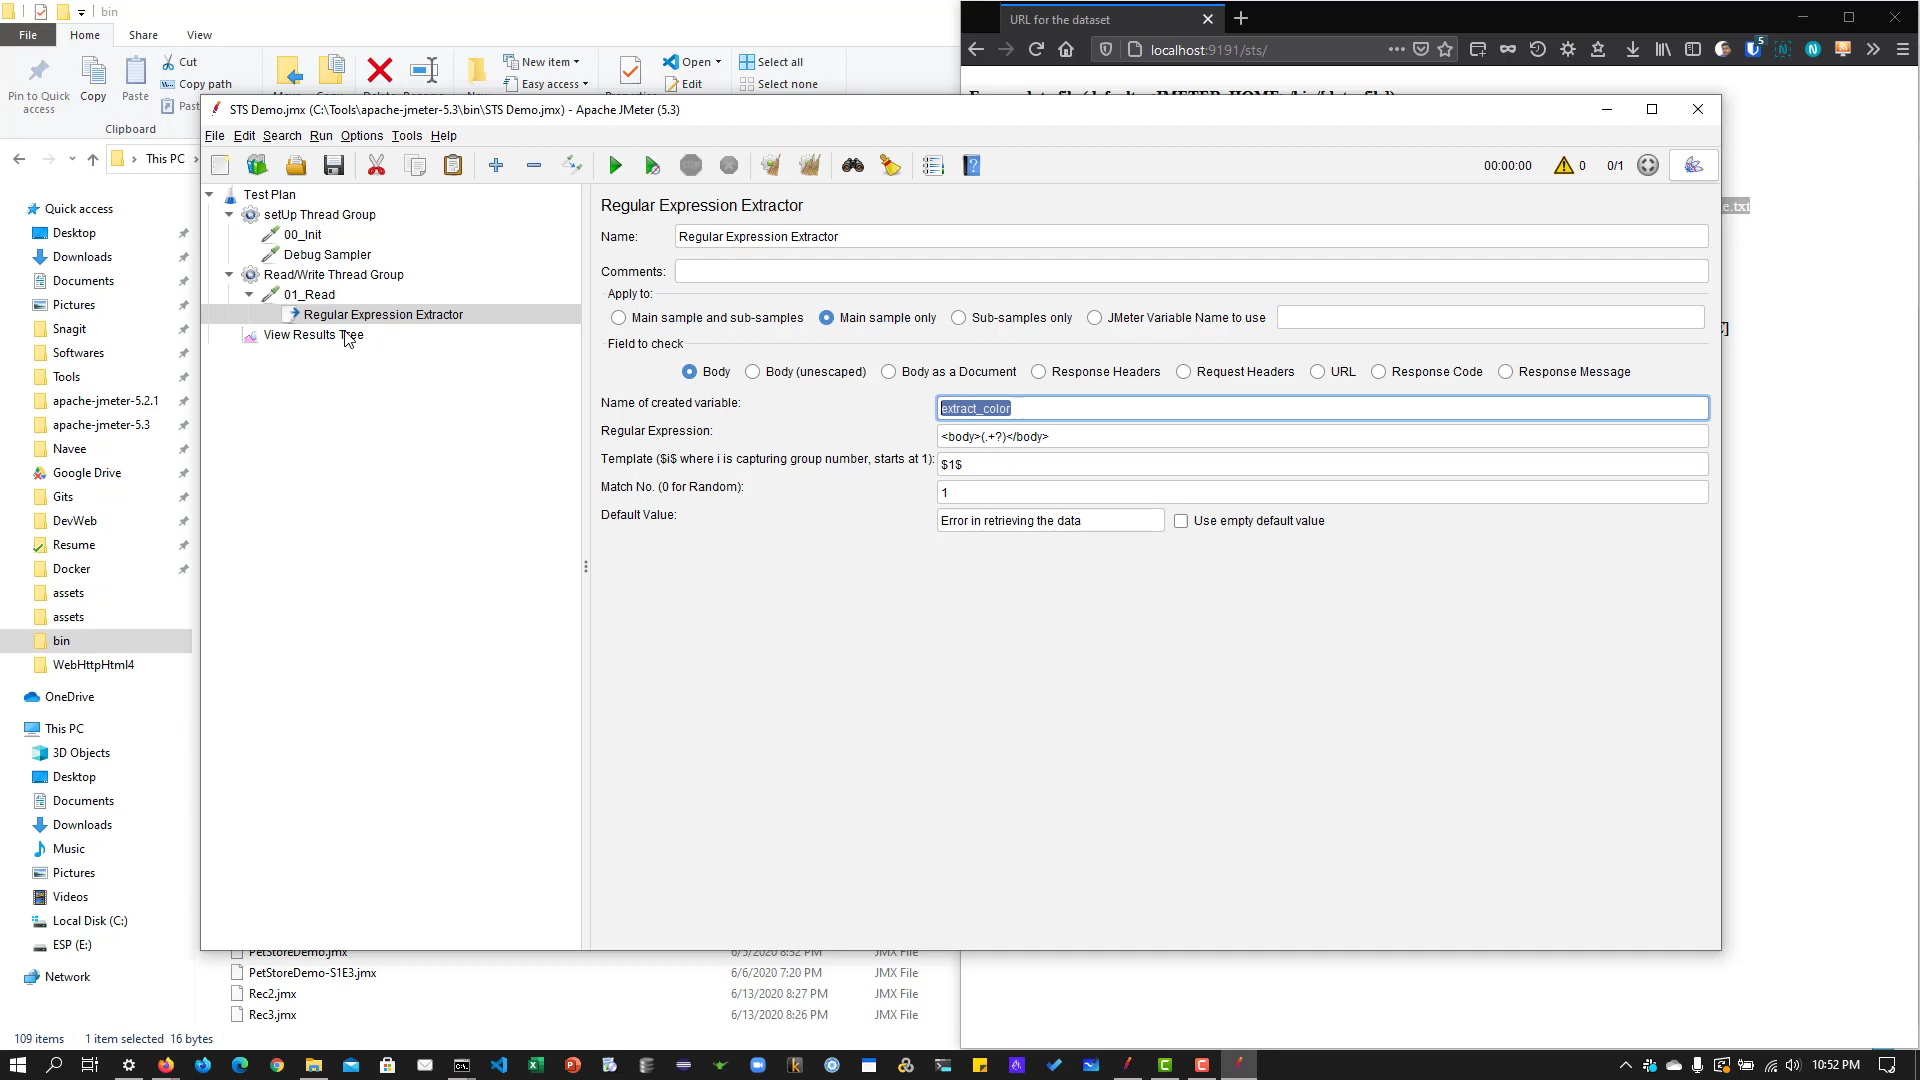 bin
File
Home
Share
View
Pin to Quick access
Copy
Paste
Cut
Copy path
New item
Easy access
Open
Edit
Select all
Select none
Clipboard
This PC
Quick access
Desktop
Downloads
Documents
Pictures
Snagit
Softwares
Tools
apache-jmeter-5.2.1
apache-jmeter-5.3
Navee
Google Drive
Gits
DevWeb
Resume
Docker
assets
assets
bin
WebHttpHtml4
OneDrive
This PC
3D Objects
Desktop
Documents
Downloads
Music
Pictures
Videos
Local Disk (C:)
ESP (E:)
Network
109 items 1 item selected 16 bytes
URL for the dataset
localhost:9191/sts/
5
e.txt
STS Demo.jmx (C:\Tools\apache-jmeter-5.3\bin\STS Demo.jmx) - Apache JMeter (5.3)
File Edit Search Run Options Tools Help
00:00:00 0 0/1
Test Plan
setUp Thread Group
00_Init
Debug Sampler
Read/Write Thread Group
01_Read
Regular Expression Extractor
View Results Tree
Regular Expression Extractor
Name: Regular Expression Extractor
Comments:
Apply to:
Main sample and sub-samples Main sample only Sub-samples only JMeter Variable Name to use
Field to check
Body Body (unescaped) Body as a Document Response Headers Request Headers URL Response Code Response Message
Name of created variable: extract_color
Regular Expression: <body>(.+?)</body>
Template ($i$ where i is capturing group number, starts at 1): $1$
Match No. (0 for Random): 1
Default Value: Error in retrieving the data Use empty default value
PetStoreDemo.jmx 6/5/2020 8:32 PM JMX File
PetStoreDemo-S1E3.jmx 6/6/2020 7:20 PM JMX File
Rec2.jmx 6/13/2020 8:27 PM JMX File
Rec3.jmx 6/13/2020 8:26 PM JMX File
10:52 PM